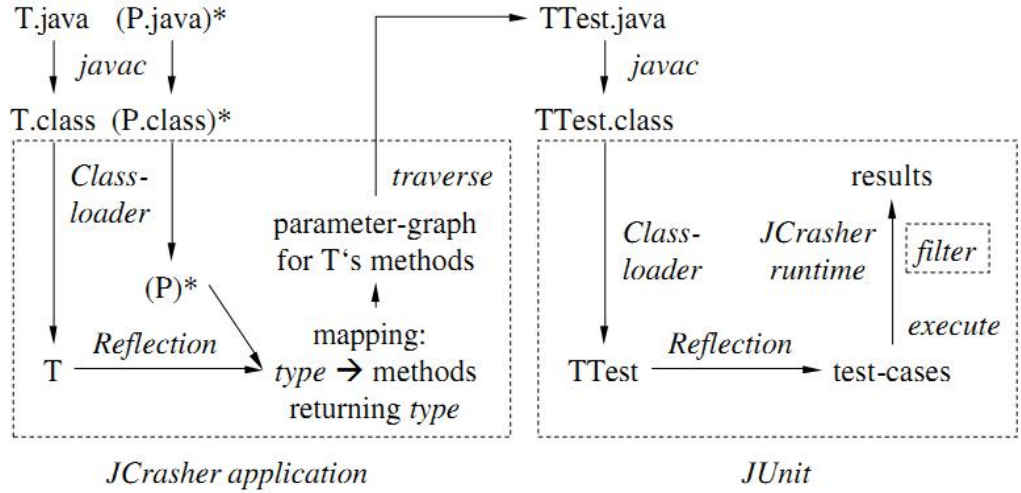 T.java (P.java)*
javac
T.class (P.class)*
Class-
loader
(P)*
T
Reflection
mapping:
type → methods
returning type
parameter-graph
for T‘s methods
traverse
JCrasher application
TTest.java
javac
TTest.class
Class-
loader
TTest
Reflection
test-cases
execute
JCrasher
runtime
filter
results
JUnit